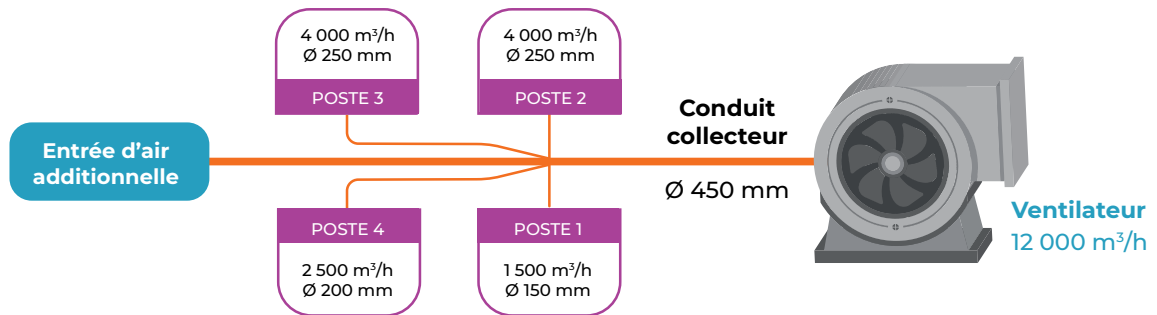 4 000 m³/h
Ø 250 mm
POSTE 3
4 000 m³/h
Ø 250 mm
POSTE 2
Entrée d’air
additionnelle
Conduit
collecteur
Ø 450 mm
POSTE 4
2 500 m³/h
Ø 200 mm
POSTE 1
1 500 m³/h
Ø 150 mm
Ventilateur
12 000 m³/h